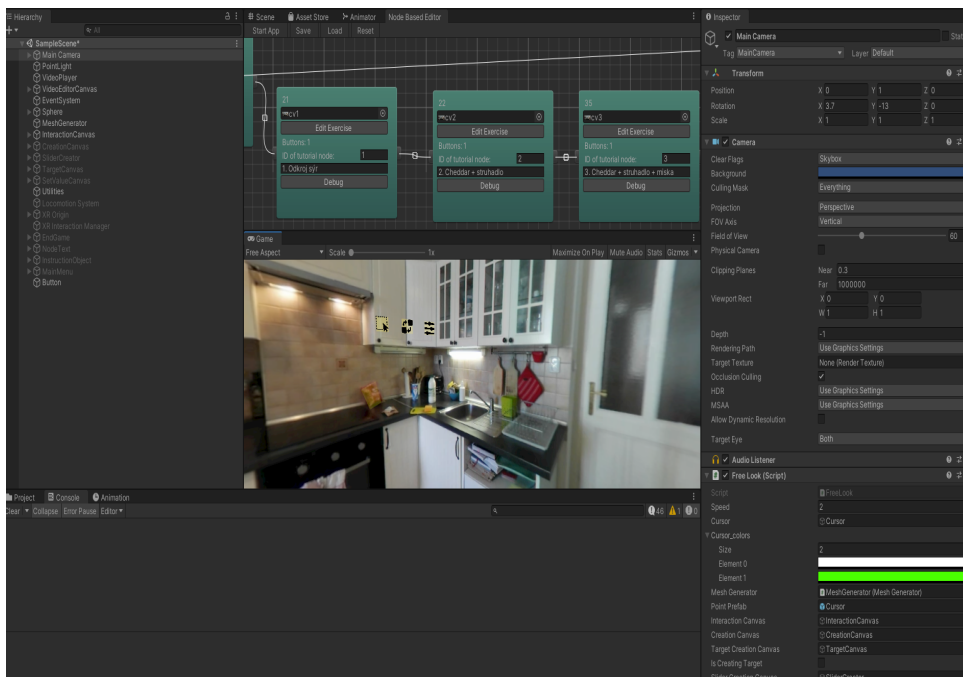 Hierarchy
All
SampleScene*
Main Camera
PointLight
VideoPlayer
VideoEditorCanvas
EventSystem
Sphere
MeshGenerator
InteractionCanvas
CreationCanvas
SliderCreator
TargetCanvas
SetValueCanvas
Utilities
Locomotion System
XR Origin
XR Interaction Manager
EndGame
NodeText
InstructionObject
MainMenu
Button
Scene Asset Store Animator Node Based Editor
Start App Save Load Reset
21
cv1
Edit Exercise
Buttons: 1
ID of tutorial node: 1
1. Odkroj sýr
Debug
22
cv2
Edit Exercise
Buttons: 1
ID of tutorial node: 2
2. Cheddar + struhadlo
Debug
35
cv3
Edit Exercise
Buttons: 1
ID of tutorial node: 3
3. Cheddar + struhadlo + miska
Debug
Game
Free Aspect Scale 1x Maximize On Play Mute Audio Stats Gizmos
Project Console Animation
Clear Collapse Error Pause Editor
46 1 0
Inspector
Main Camera Stat
Tag MainCamera Layer Default
Transform
Position X 0 Y 1 Z 0
Rotation X 3.7 Y -13 Z 0
Scale X 1 Y 1 Z 1
Camera
Clear Flags Skybox
Background
Culling Mask Everything
Projection Perspective
FOV Axis Vertical
Field of View 60
Physical Camera
Clipping Planes Near 0.3
Far 1000000
Viewport Rect X 0 Y 0
W 1 H 1
Depth -1
Rendering Path Use Graphics Settings
Target Texture None (Render Texture)
Occlusion Culling
HDR Use Graphics Settings
MSAA Use Graphics Settings
Allow Dynamic Resolution
Target Eye Both
Audio Listener
Free Look (Script)
Script FreeLook
Speed 2
Cursor Cursor
Cursor_colors
Size 2
Element 0
Element 1
Mesh Generator MeshGenerator (Mesh Generator)
Point Prefab Cursor
Interaction Canvas InteractionCanvas
Creation Canvas CreationCanvas
Target Creation Canvas TargetCanvas
Is Creating Target
Slider Creation Canvas SliderCreator